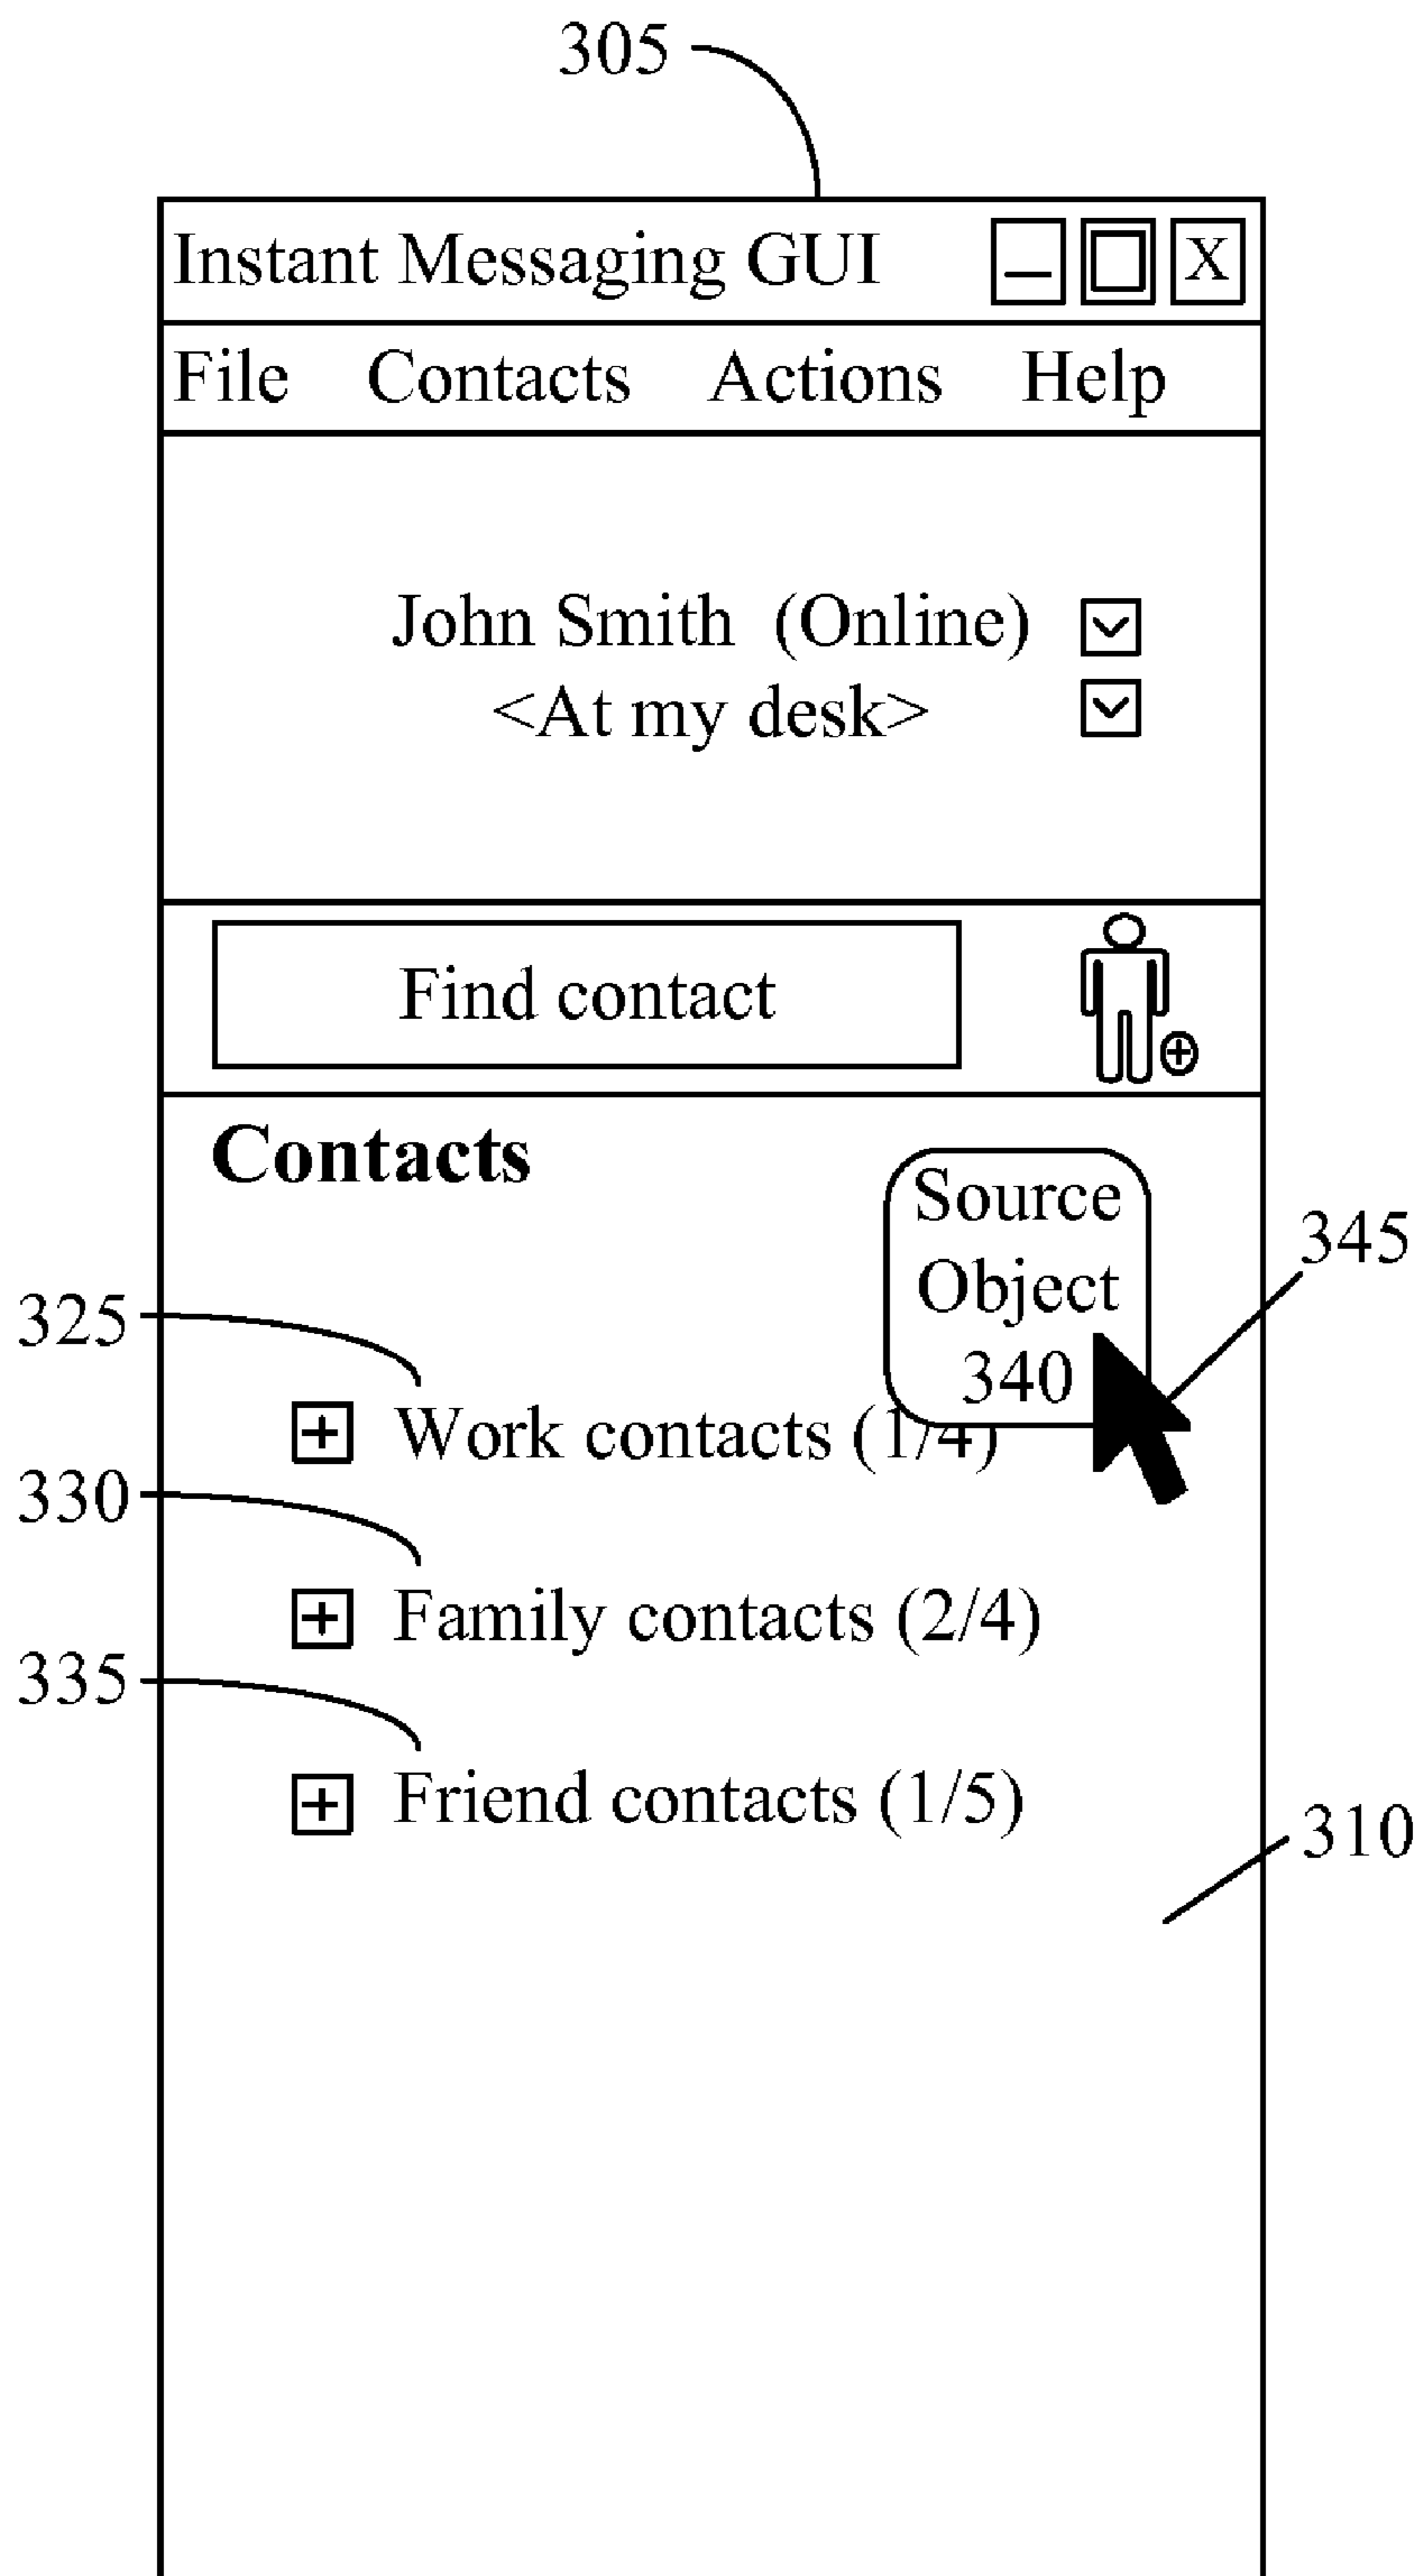 305
Instant Messaging GUI X
File Contacts Actions Help
John Smith (Online)
<At my desk>
Find contact
Contacts
Source
Object
340
345
325
Work contacts (1/4)
330
Family contacts (2/4)
335
Friend contacts (1/5)
310